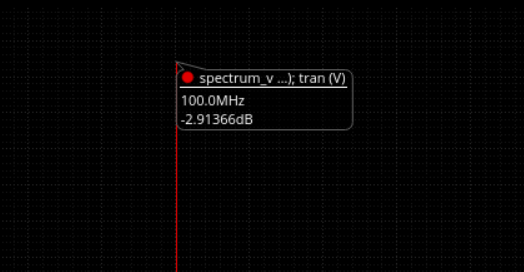 spectrum_v ...); tran (V)
100.0MHz
-2.91366dB